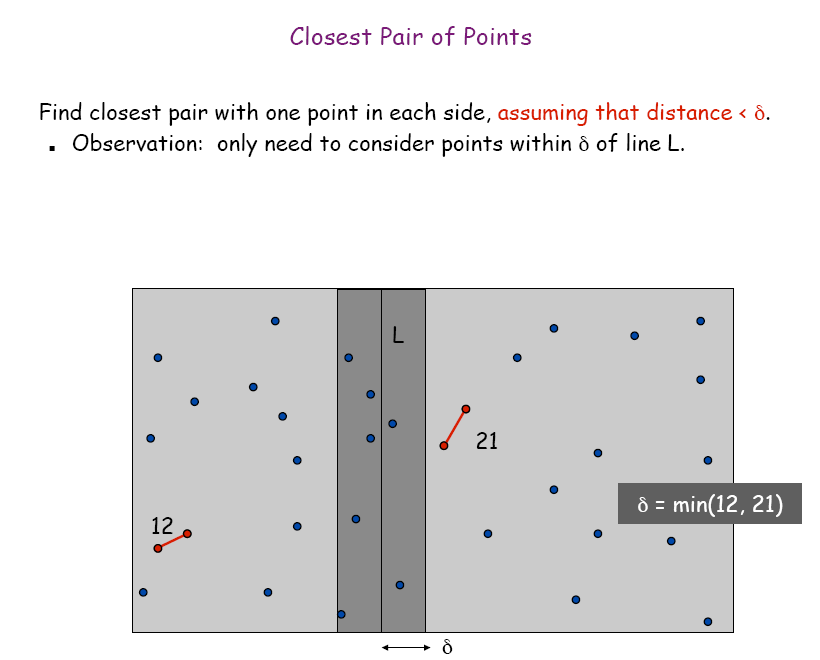 Closest Pair of Points
Find closest pair with one point in each side, assuming that distance < δ.
▪ Observation: only need to consider points within δ of line L.
L
21
12
δ = min(12, 21)
δ